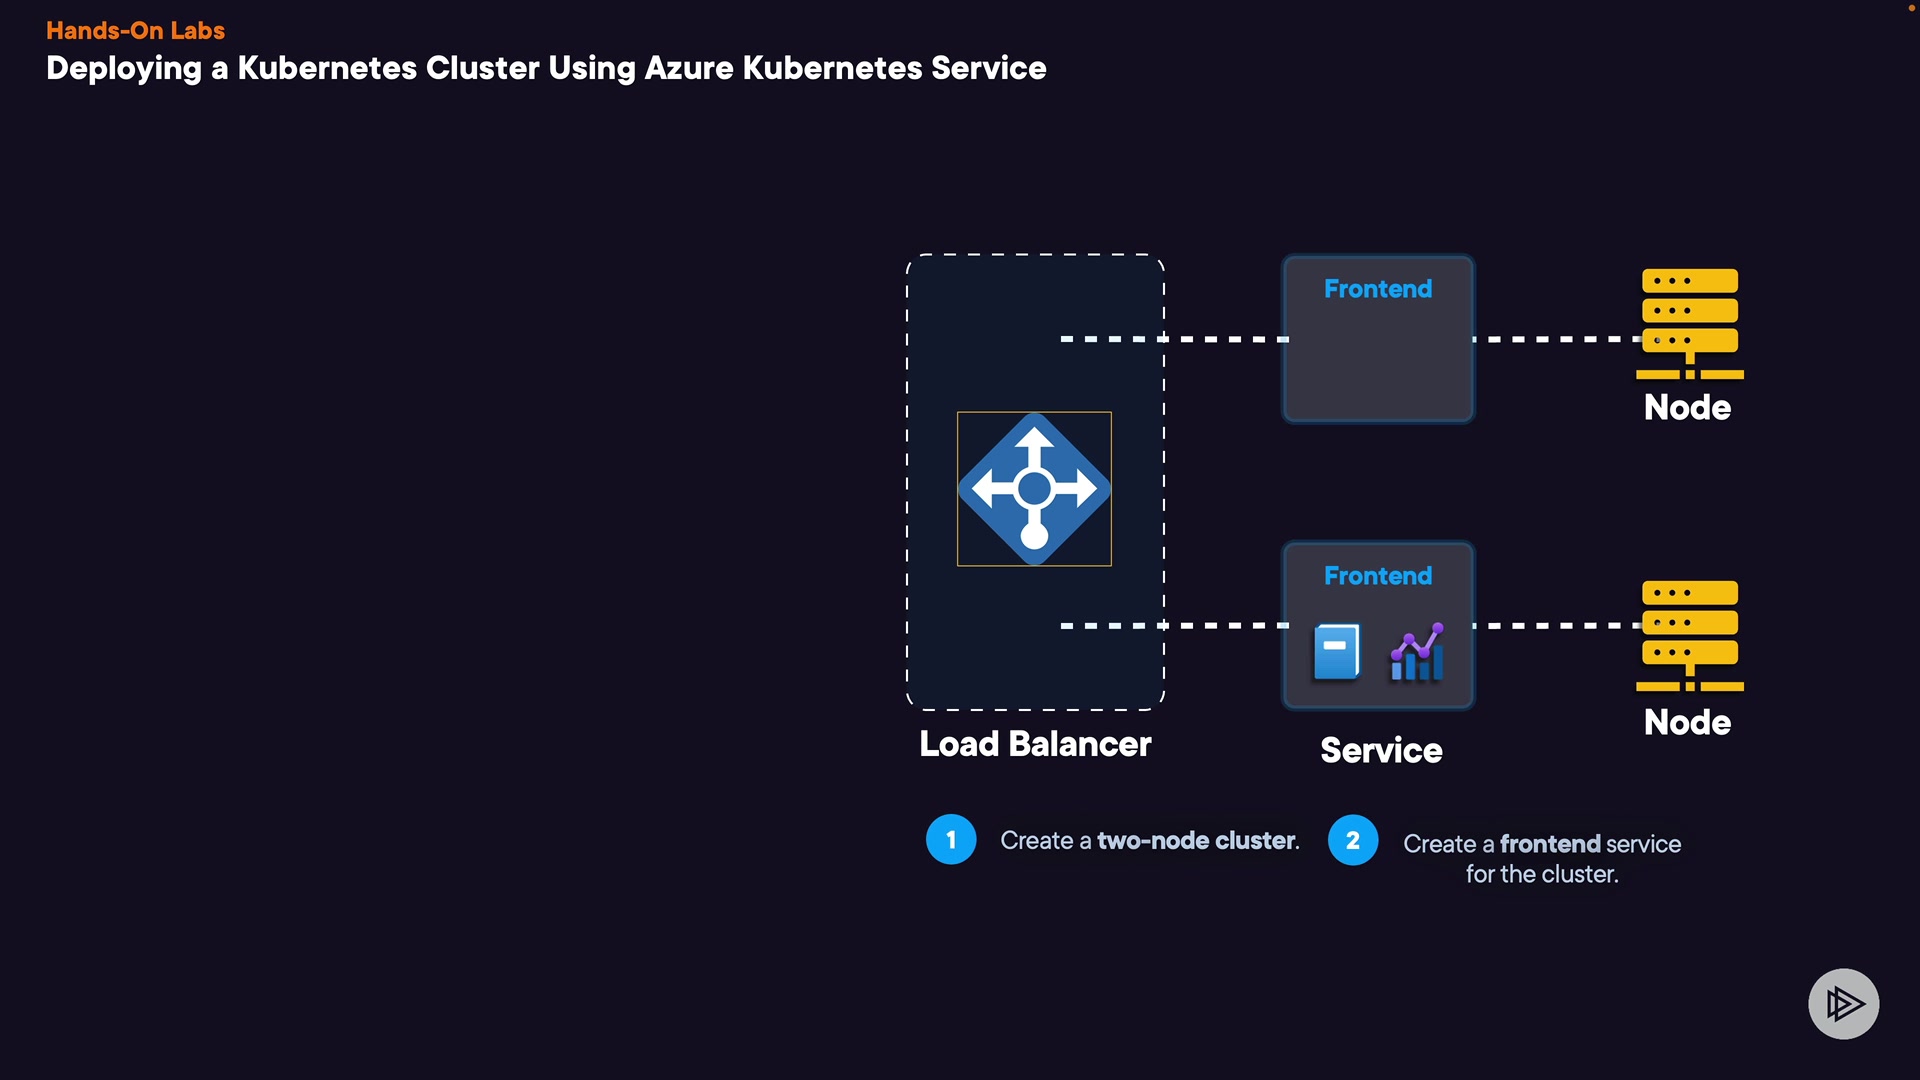 Hands-On Labs
Deploying a Kubernetes Cluster Using Azure Kubernetes Service
Frontend
Node
Frontend
Node
Load Balancer
Service
1 Create a two-node cluster.
2 Create a frontend service
for the cluster.